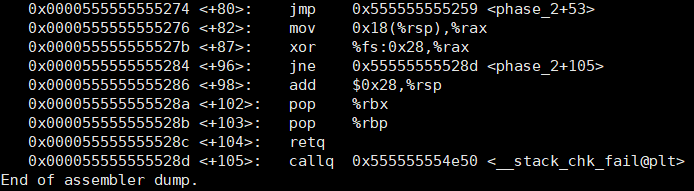 0x0000555555555274 <+80>: jmp 0x555555555259 <phase_2+53>
0x0000555555555276 <+82>: mov 0x18(%rsp),%rax
0x000055555555527b <+87>: xor %fs:0x28,%rax
0x0000555555555284 <+96>: jne 0x55555555528d <phase_2+105>
0x0000555555555286 <+98>: add $0x28,%rsp
0x000055555555528a <+102>: pop %rbx
0x000055555555528b <+103>: pop %rbp
0x000055555555528c <+104>: retq
0x000055555555528d <+105>: callq 0x555555554e50 <__stack_chk_fail@plt>
End of assembler dump.